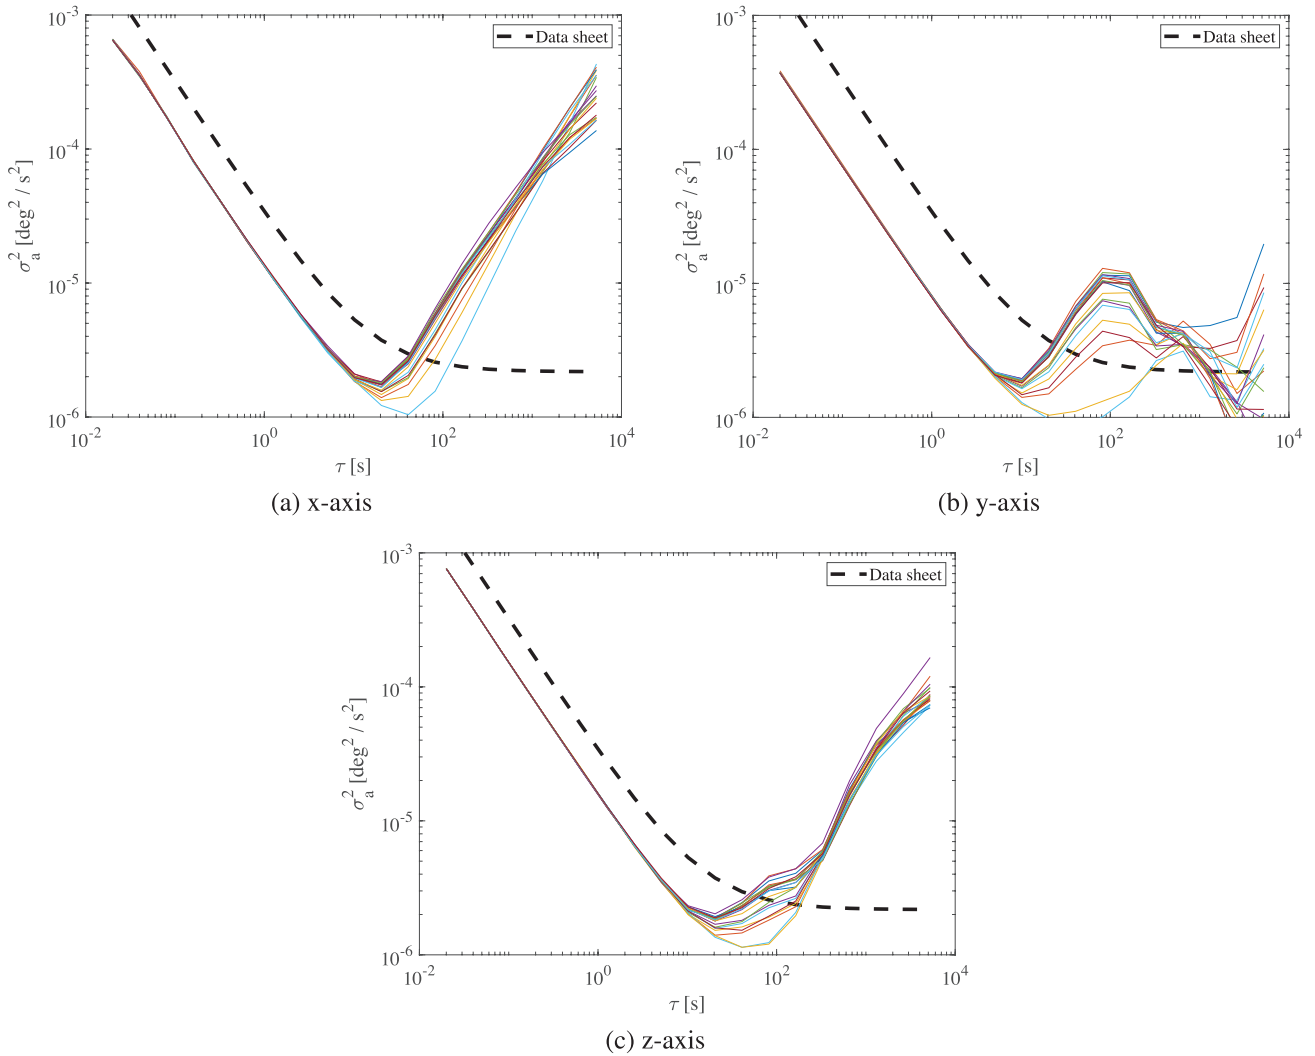 10⁻³
Data sheet
10⁻⁴
σₐ² [deg² / s²]
10⁻⁵
10⁻⁶
10⁻² 10⁰ 10² 10⁴
τ [s]
(a) x-axis
10⁻³
Data sheet
10⁻⁴
σₐ² [deg² / s²]
10⁻⁵
10⁻⁶
10⁻² 10⁰ 10² 10⁴
τ [s]
(b) y-axis
10⁻³
Data sheet
10⁻⁴
σₐ² [deg² / s²]
10⁻⁵
10⁻⁶
10⁻² 10⁰ 10² 10⁴
τ [s]
(c) z-axis